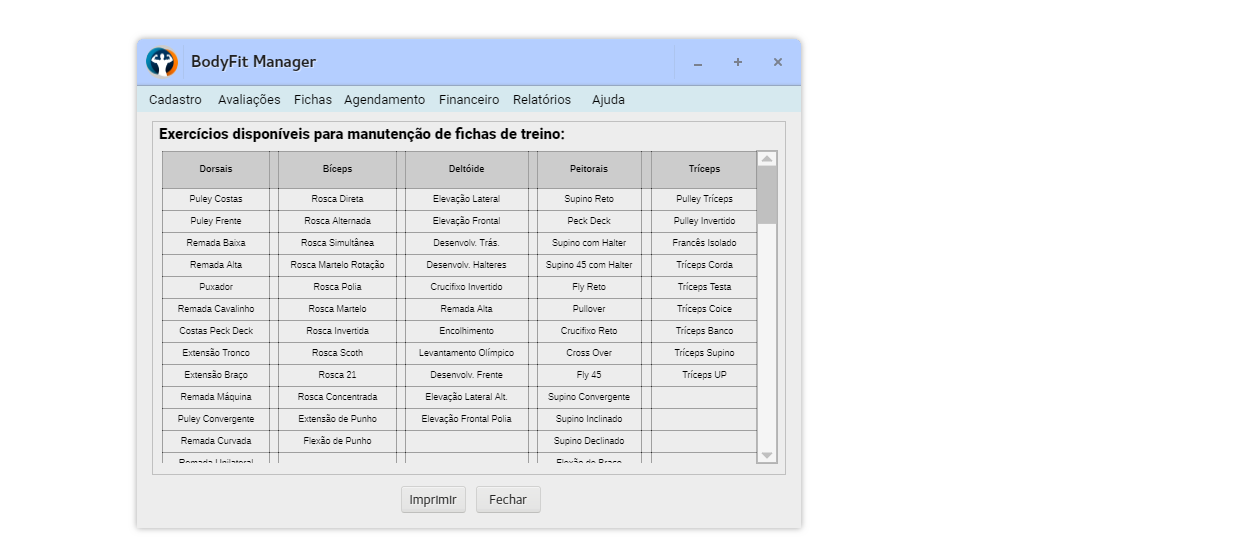 BodyFit Manager
Cadastro Avaliações Fichas Agendamento Financeiro Relatórios Ajuda
Exercícios disponíveis para manutenção de fichas de treino:
Dorsais Bíceps Deltóide Peitorais Tríceps
Puley Costas Rosca Direta Elevação Lateral Supino Reto Pulley Tríceps
Puley Frente Rosca Alternada Elevação Frontal Peck Deck Pulley Invertido
Remada Baixa Rosca Simultânea Desenvolv. Trás. Supino com Halter Francês Isolado
Remada Alta Rosca Martelo Rotação Desenvolv. Halteres Supino 45 com Halter Tríceps Corda
Puxador Rosca Polia Crucifixo Invertido Fly Reto Tríceps Testa
Remada Cavalinho Rosca Martelo Remada Alta Pullover Tríceps Coice
Costas Peck Deck Rosca Invertida Encolhimento Crucifixo Reto Tríceps Banco
Extensão Tronco Rosca Scoth Levantamento Olímpico Cross Over Tríceps Supino
Extensão Braço Rosca 21 Desenvolv. Frente Fly 45 Tríceps UP
Remada Máquina Rosca Concentrada Elevação Lateral Alt. Supino Convergente
Puley Convergente Extensão de Punho Elevação Frontal Polia Supino Inclinado
Remada Curvada Flexão de Punho Supino Declinado
Remada Unilateral Flexão de Braço
Imprimir Fechar